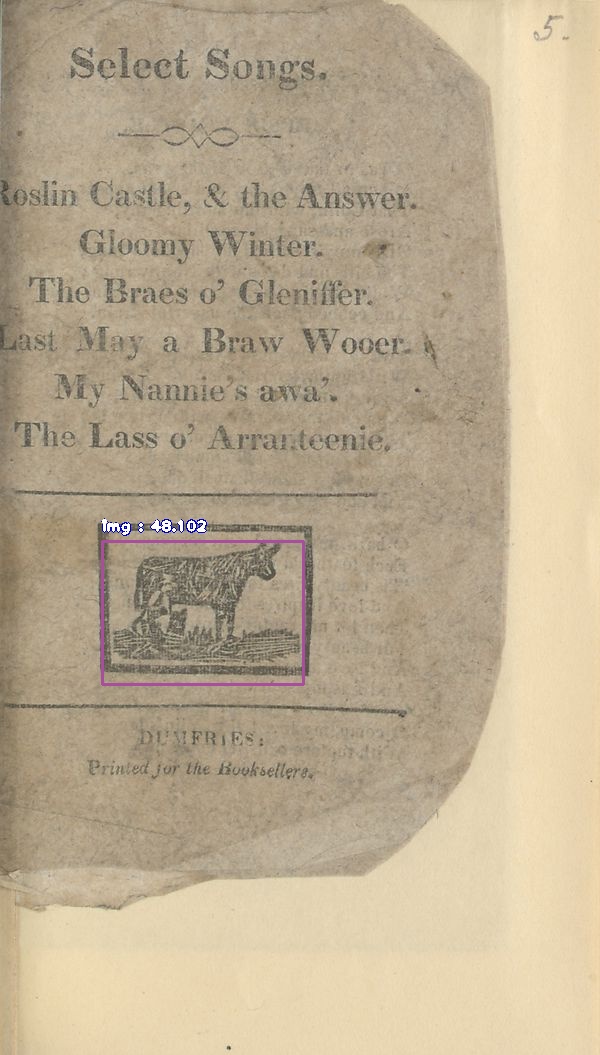 5.
Select Songs.
Roslin Castle, & the Answer.
Gloomy Winter.
The Braes o' Gleniffer.
Last May a Braw Wooer.
My Nannie's awa'.
The Lass o' Arranteenie.
img : 48.102
DUMFRIES:
Printed for the Booksellers.